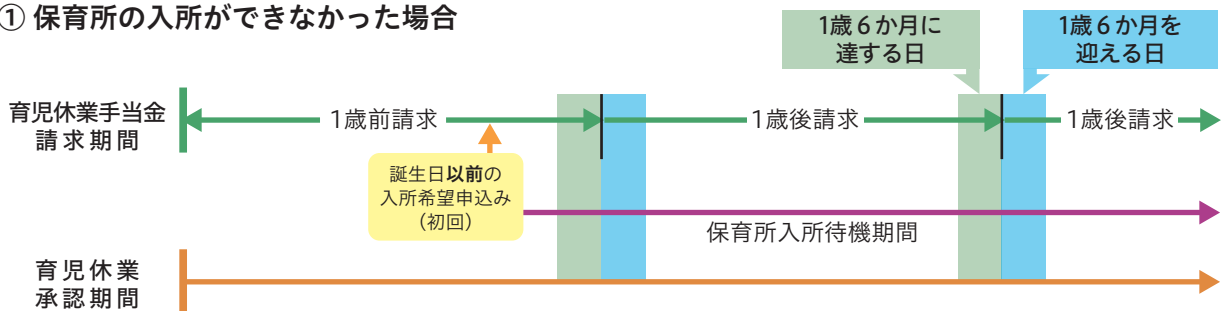 ① 保育所の入所ができなかった場合
1歳6か月に
達する日
1歳6か月を
迎える日
育児休業手当金
請求期間
1歳前請求
1歳後請求
1歳後請求
誕生日以前の
入所希望申込み
(初回)
保育所入所待機期間
育児休業
承認期間